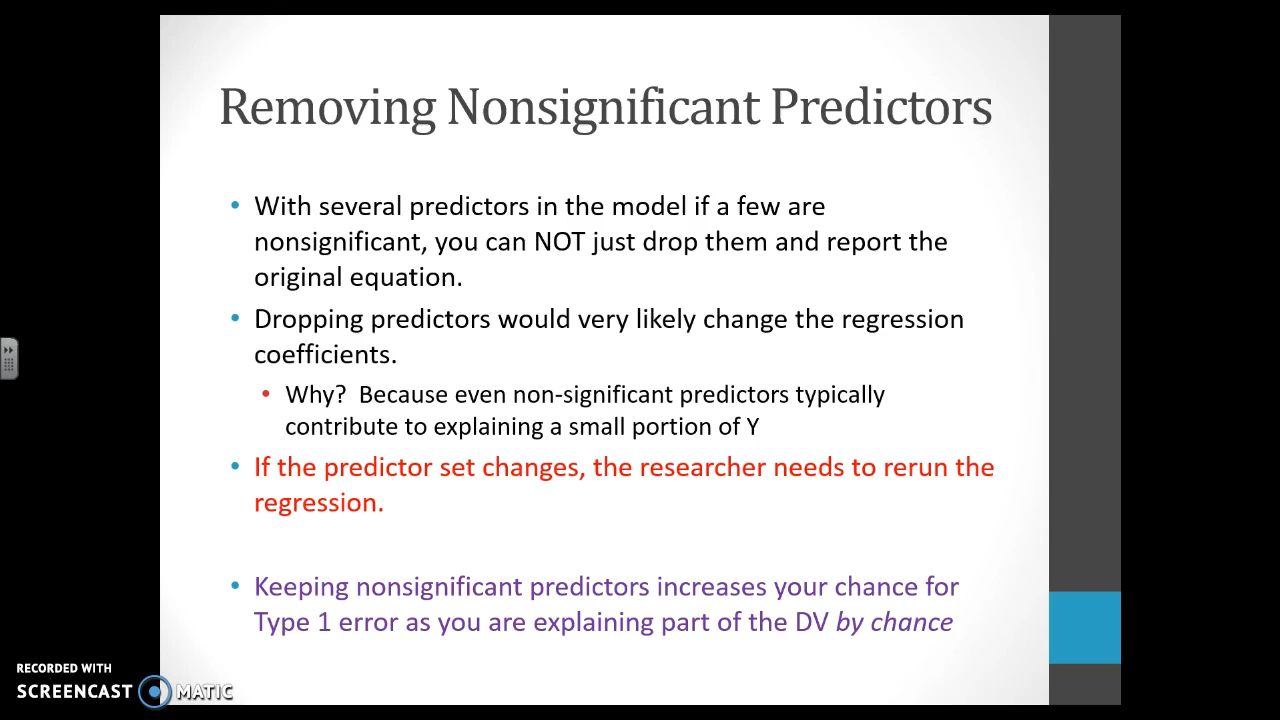 Removing Nonsignificant Predictors
• With several predictors in the model if a few are
nonsignificant, you can NOT just drop them and report the
original equation.
• Dropping predictors would very likely change the regression
coefficients.
• Why? Because even non-significant predictors typically
contribute to explaining a small portion of Y
• If the predictor set changes, the researcher needs to rerun the
regression.
• Keeping nonsignificant predictors increases your chance for
Type 1 error as you are explaining part of the DV by chance
RECORDED WITH
SCREENCAST MATIC